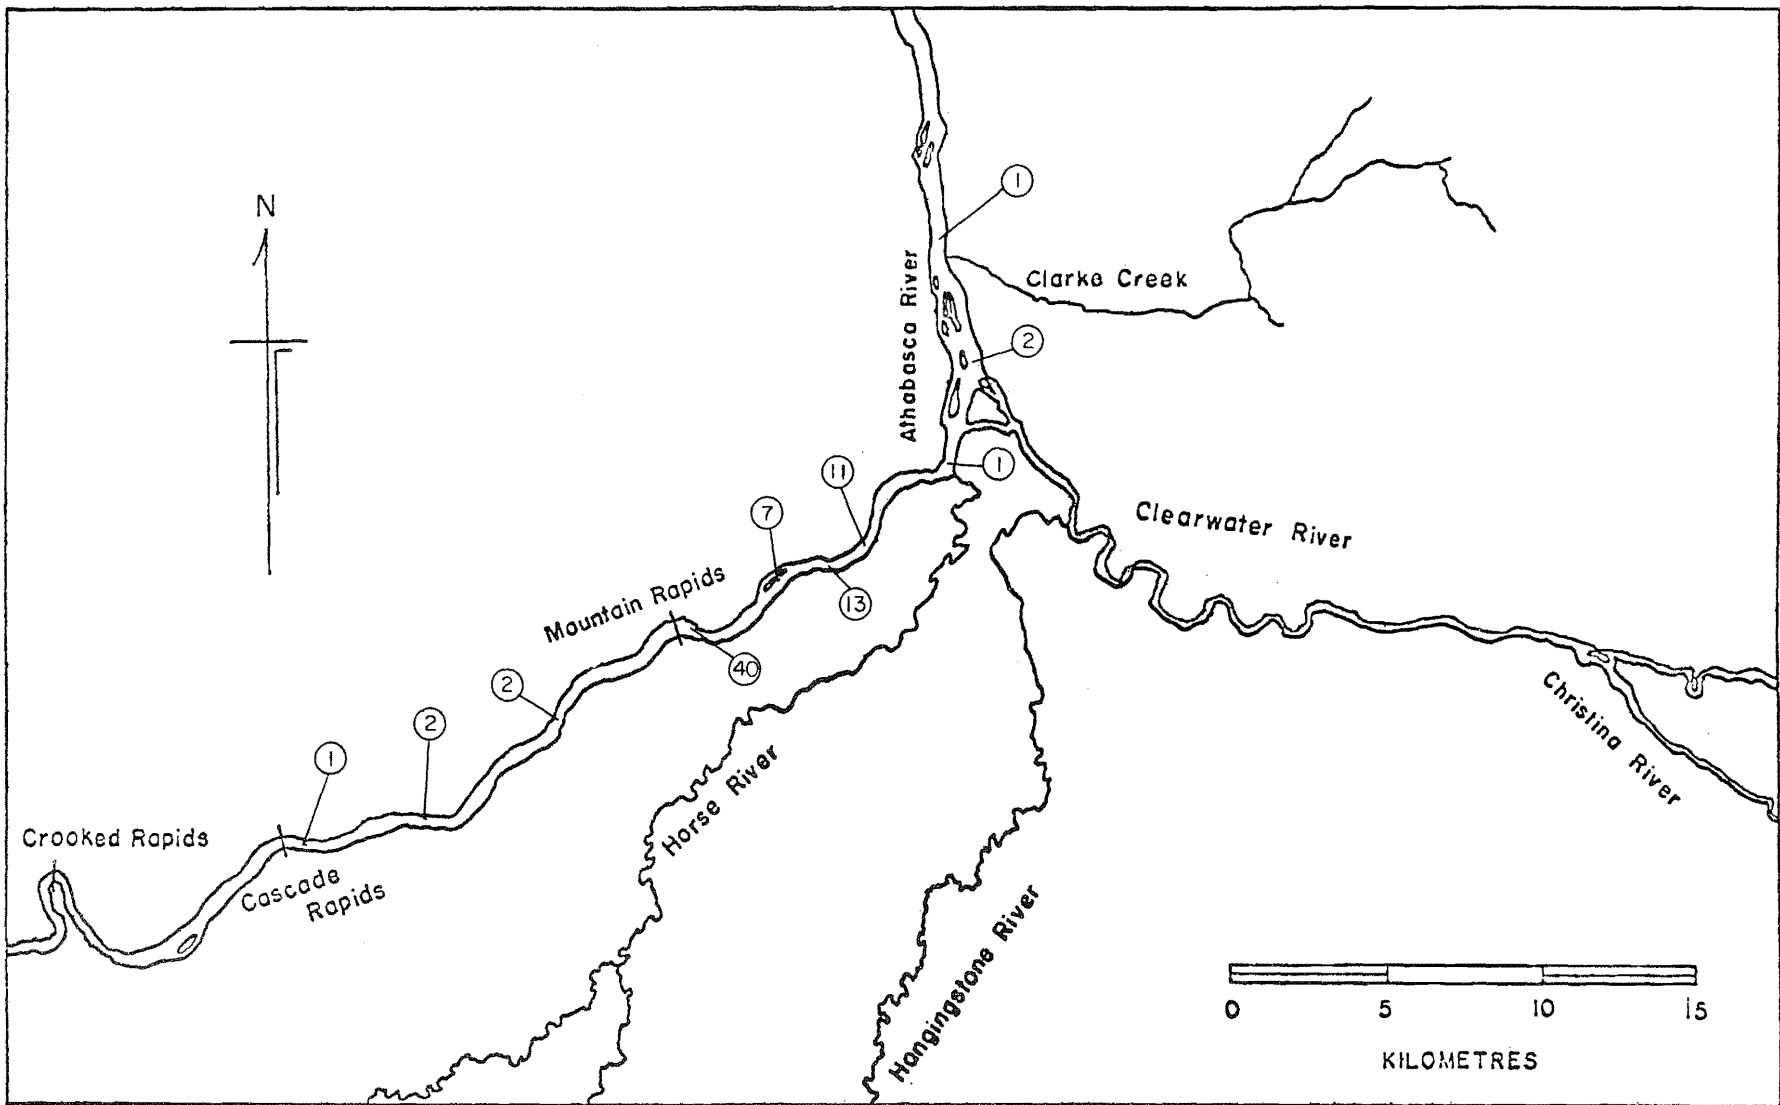 N
1
Clarke Creek
Athabasca River
2
1
11
7
Clearwater River
13
Mountain Rapids
40
2
2
1
Christina River
Horse River
Crooked Rapids
Cascade
Rapids
Hangingstone River
0 5 10 15
KILOMETRES